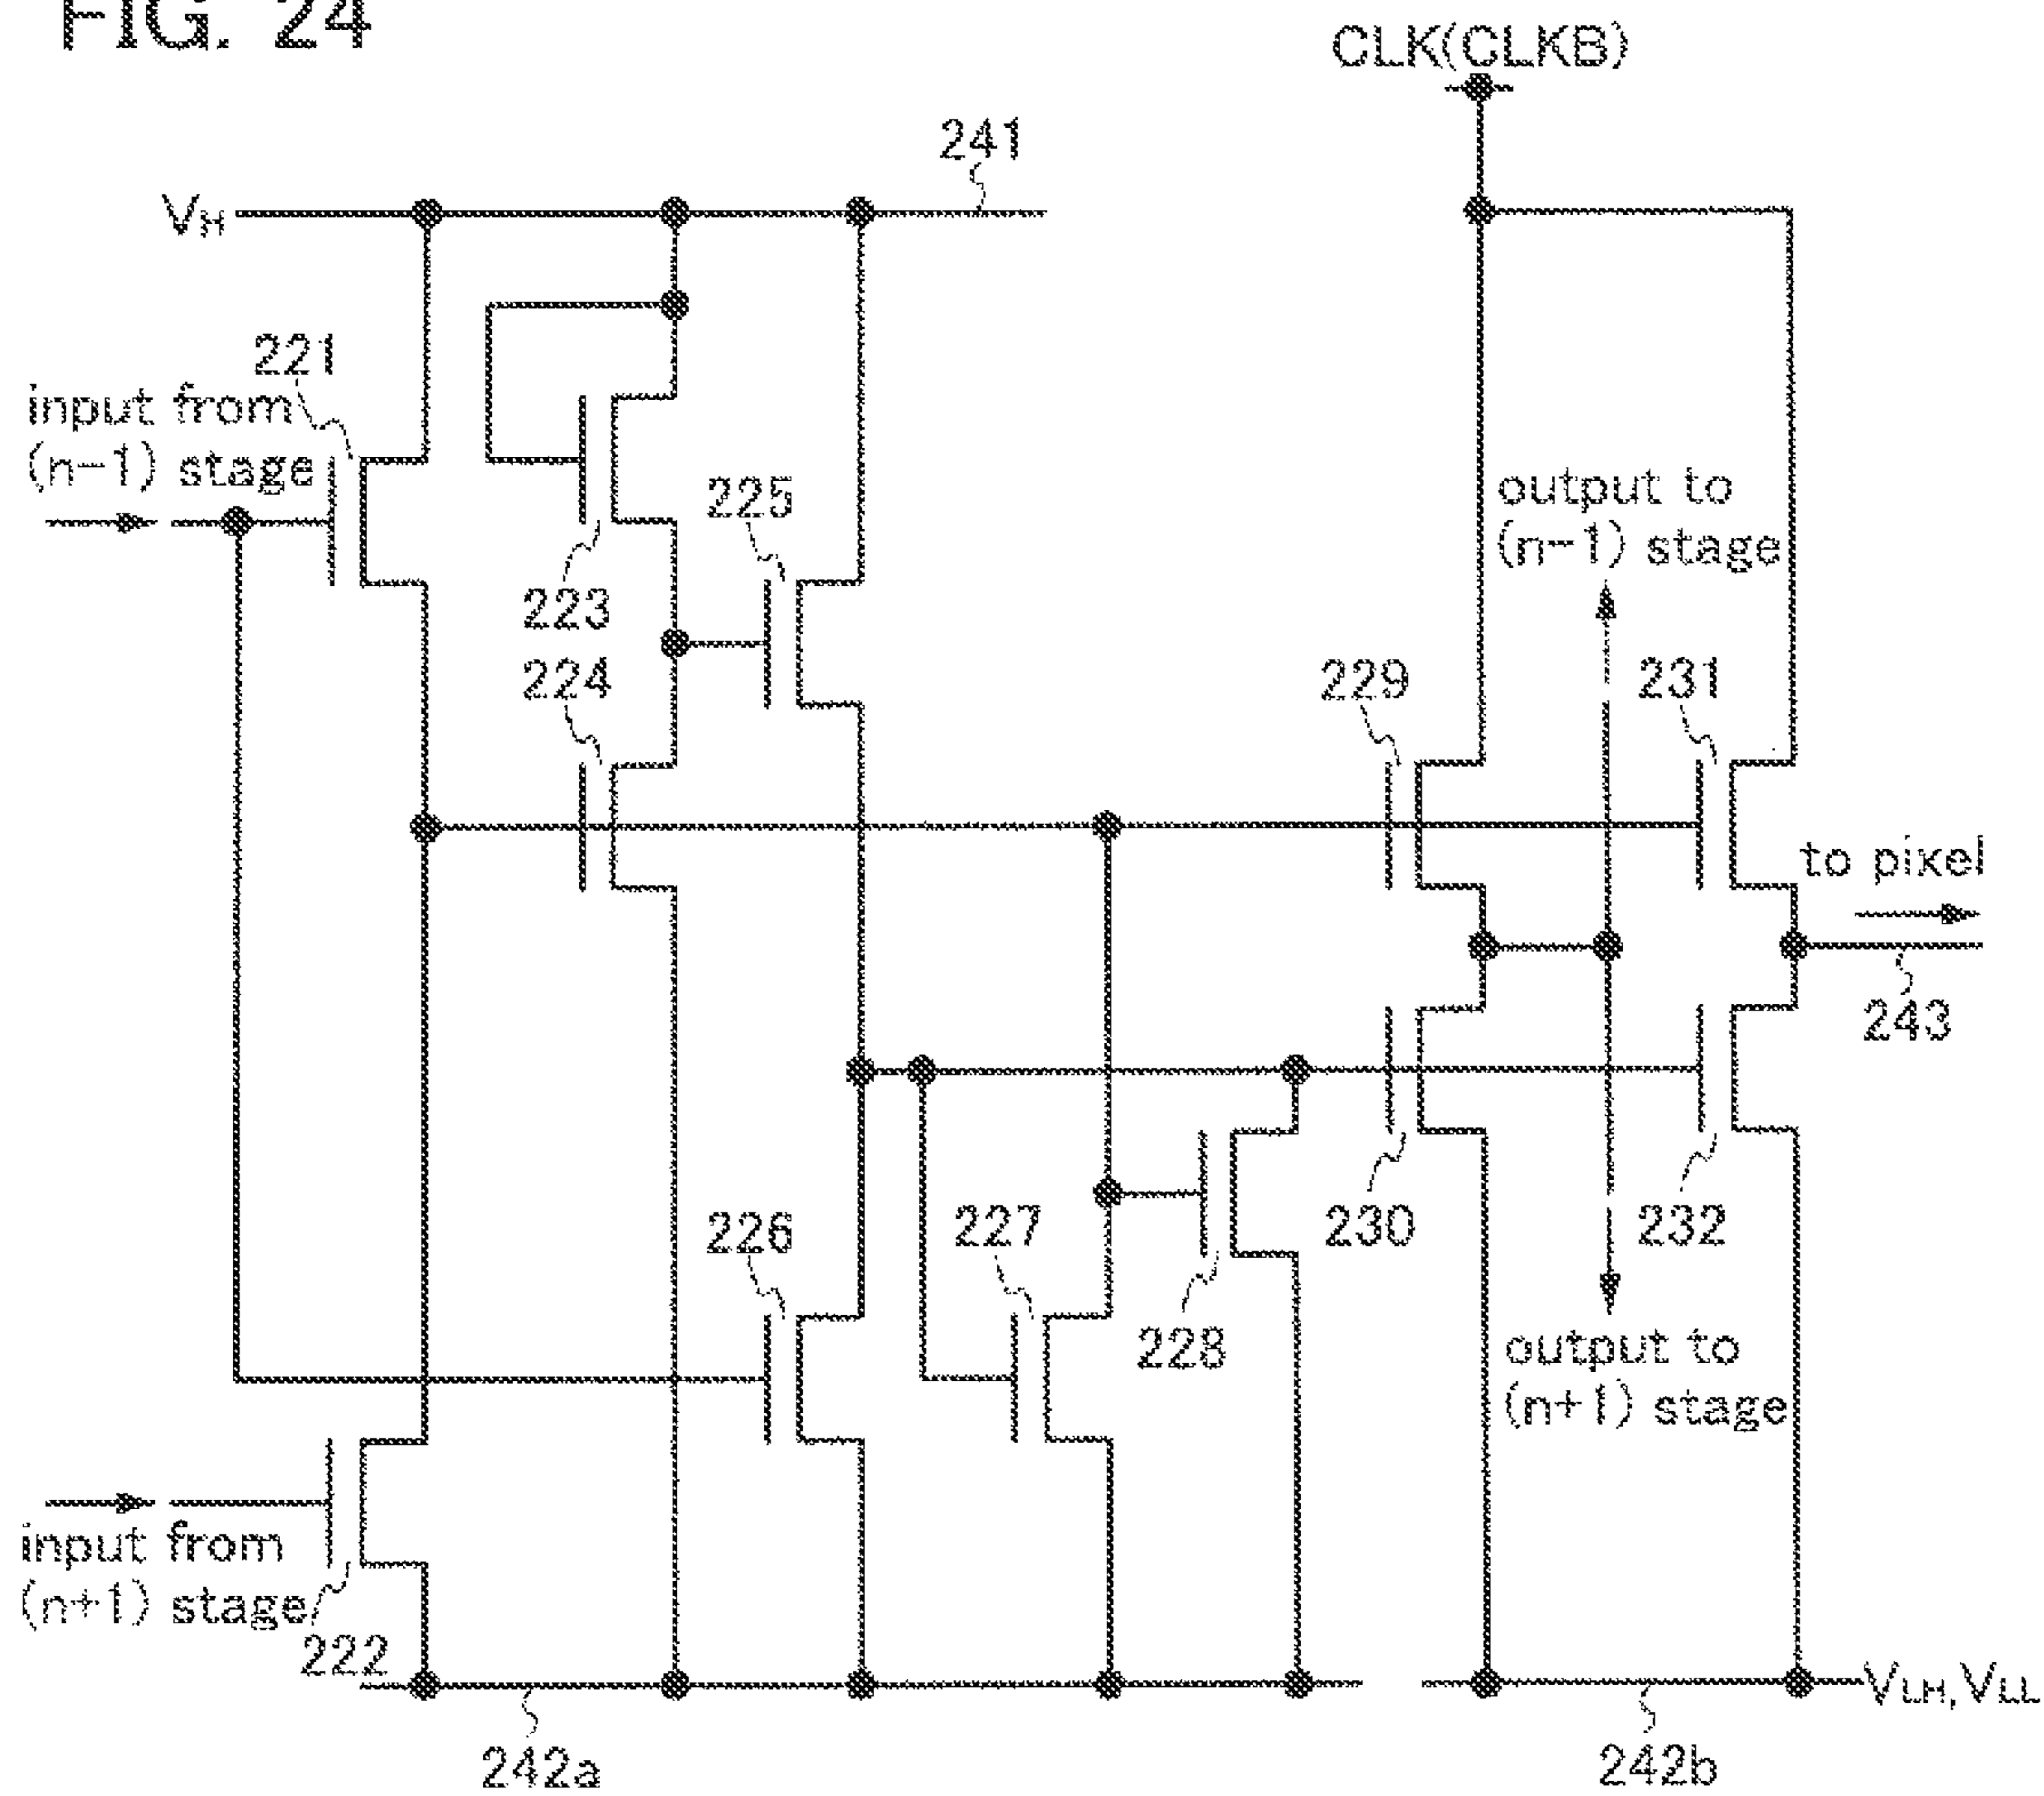 FIG. 24
CLK(CLKB)
241
VH
221
input from
(n-1) stage
225
output to
(n-1) stage
223
224
229
231
to pixel
243
226
227
230
232
228
output to
(n+1) stage
input from
(n+1) stage
222
VLH, VLL
242a
242b